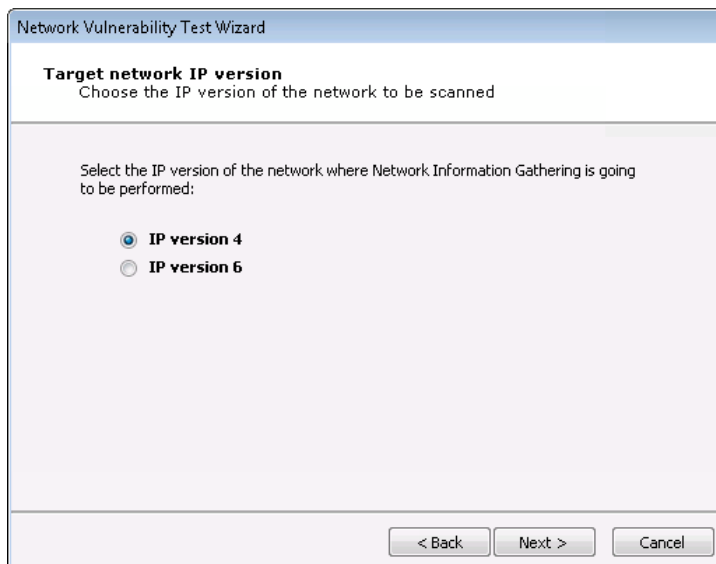 Network Vulnerability Test Wizard
Target network IP version
Choose the IP version of the network to be scanned
Select the IP version of the network where Network Information Gathering is going
to be performed:
IP version 4
IP version 6
< Back
Next >
Cancel